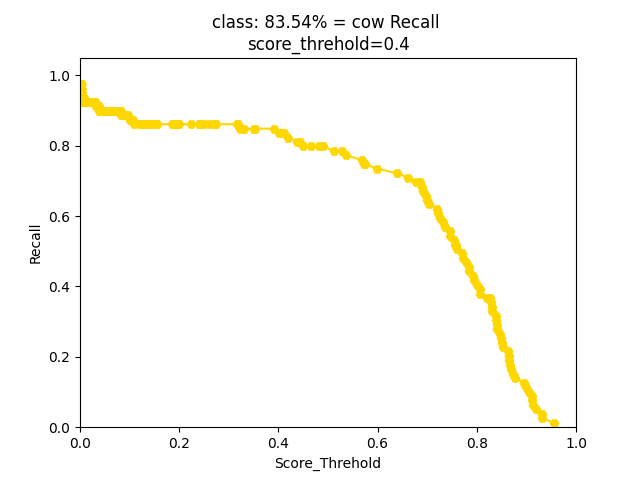 class: 83.54% = cow Recall
score_threhold=0.4
1.0
0.8
0.6
0.4
0.2
0.0
Recall
0.0 0.2 0.4 0.6 0.8 1.0
Score_Threhold